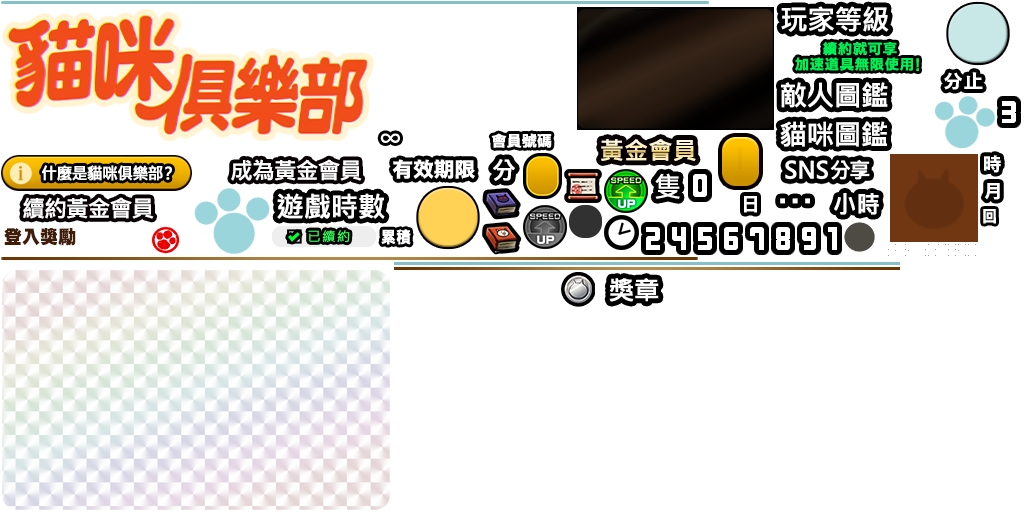 貓咪俱樂部
玩家等級
續約就可享
加速道具無限使用!
分止
敵人圖鑑
3
貓咪圖鑑
∞
會員號碼
黃金會員
i 什麼是貓咪俱樂部?
成為黃金會員
有效期限
分
SNS分享
時
月
回
SPEED
UP
隻 0
續約黃金會員
遊戲時數
日 ... 小時
登入獎勵
已續約
累積
SPEED
UP
24567891
獎章